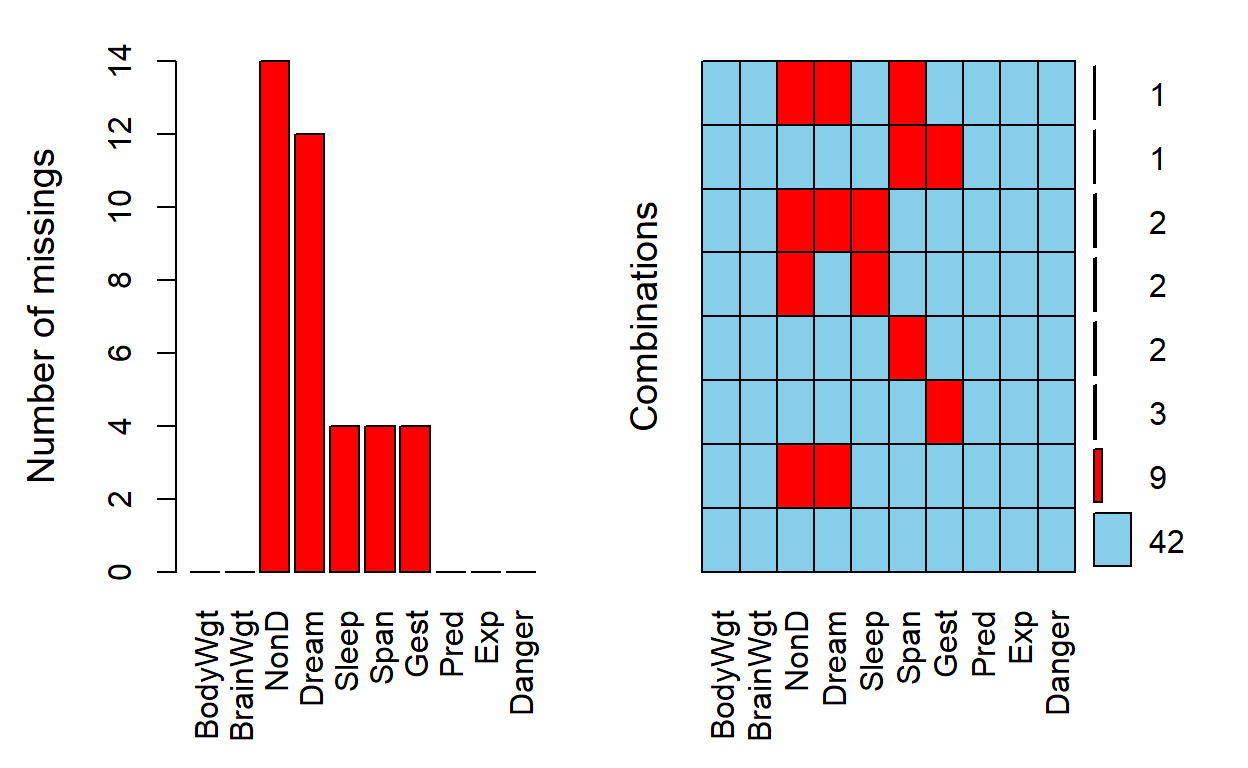 Number of missings
14
12
10
8
6
4
2
0
BodyWgt
BrainWgt
NonD
Dream
Sleep
Span
Gest
Pred
Exp
Danger
Combinations
1
1
2
2
2
3
9
42
BodyWgt
BrainWgt
NonD
Dream
Sleep
Span
Gest
Pred
Exp
Danger